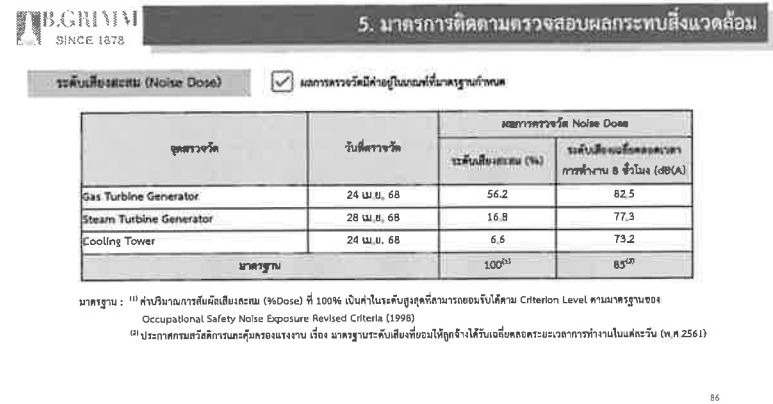 B.GRIMM
SINCE 1878
5. มาตรการติดตามตรวจสอบผลกระทบสิ่งแวดล้อม
ระดับเสียงสะสม (Noise Dose)
ผลการตรวจวัดมีค่าอยู่ในเกณฑ์ที่มาตรฐานกำหนด
จุดตรวจวัด
วันที่ตรวจวัด
ผลการตรวจวัด Noise Dose
ระดับเสียงสะสม (%)
ระดับเสียงเฉลี่ยตลอดเวลา
การทำงาน 8 ชั่วโมง (dB(A)
Gas Turbine Generator 24 เม.ย. 68 56.2 82.5
Steam Turbine Generator 28 เม.ย. 68 16.8 77.3
Cooling Tower 24 เม.ย. 68 6.6 73.2
มาตรฐาน 100(1) 85(2)
มาตรฐาน : (1) ค่าปริมาณการสัมผัสเสียงสะสม (%Dose) ที่ 100% เป็นค่าในระดับสูงสุดที่สามารถยอมรับได้ตาม Criterion Level ตามมาตรฐานของ
Occupational Safety Noise Exposure Revised Criteria (1998)
(2) ประกาศกรมสวัสดิการและคุ้มครองแรงงาน เรื่อง มาตรฐานระดับเสียงที่ยอมให้ลูกจ้างได้รับเฉลี่ยตลอดระยะเวลาการทำงานในแต่ละวัน (พ.ศ.2561)
86